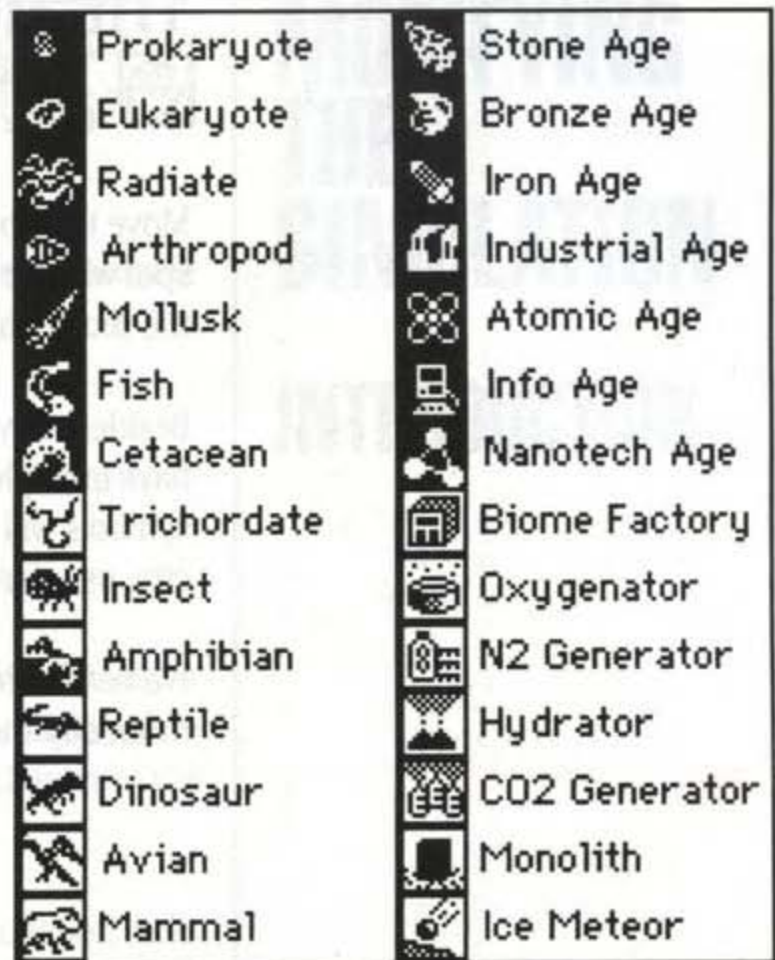 Prokaryote
Eukaryote
Radiate
Arthropod
Mollusk
Fish
Cetacean
Trichordate
Insect
Amphibian
Reptile
Dinosaur
Avian
Mammal
Stone Age
Bronze Age
Iron Age
Industrial Age
Atomic Age
Info Age
Nanotech Age
Biome Factory
Oxygenator
N2 Generator
Hydrator
CO2 Generator
Monolith
Ice Meteor